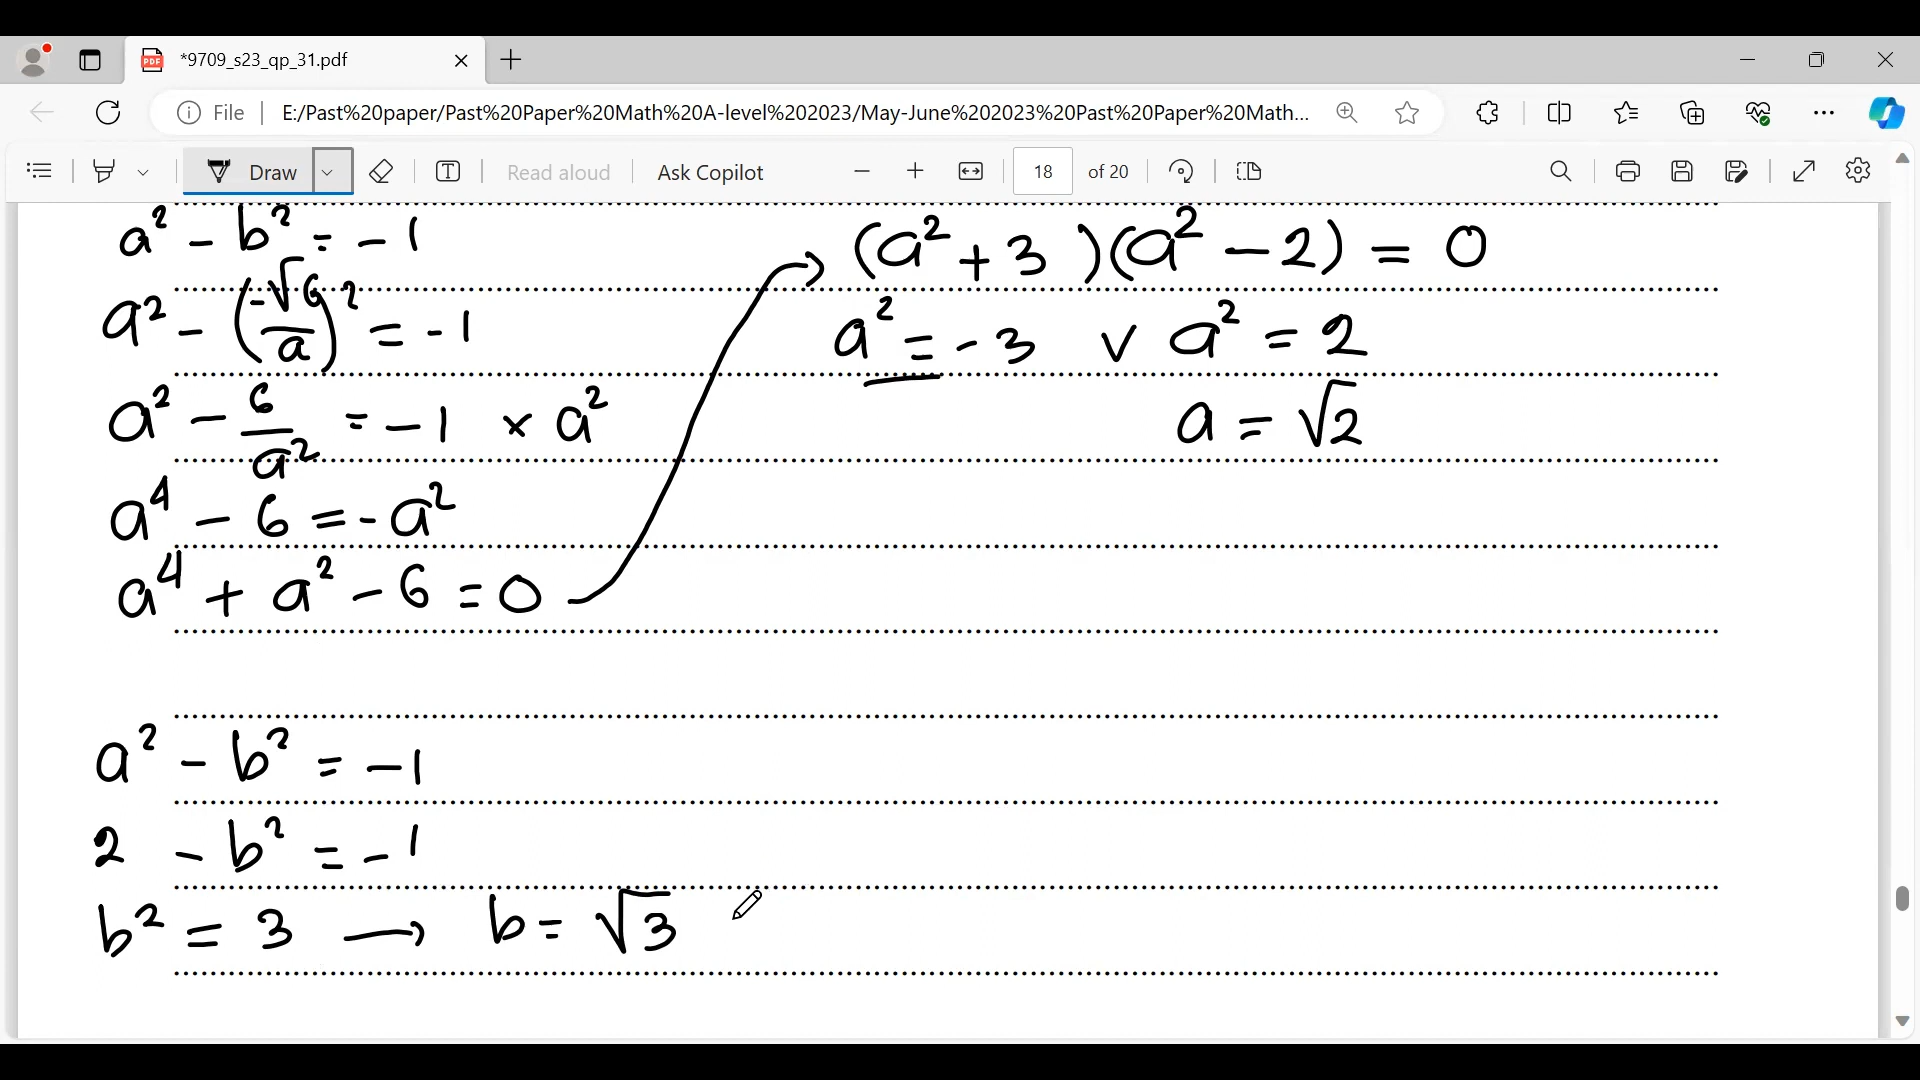 *9709_s23_qp_31.pdf
File
E:/Past%20paper/Past%20Paper%20Math%20A-level%202023/May-June%202023%20Past%20Paper%20Math...
Draw
Read aloud
Ask Copilot
18
of 20
a² - b² = - 1
a² - (-√6/a)² = - 1
a² - 6/a² = - 1 × a²
a⁴ - 6 = - a²
a⁴ + a² - 6 = 0
(a² + 3 )(a² - 2) = 0
a² = - 3 ∨ a² = 2
a = √2
a² - b² = - 1
2 - b² = - 1
b² = 3 → b = √3